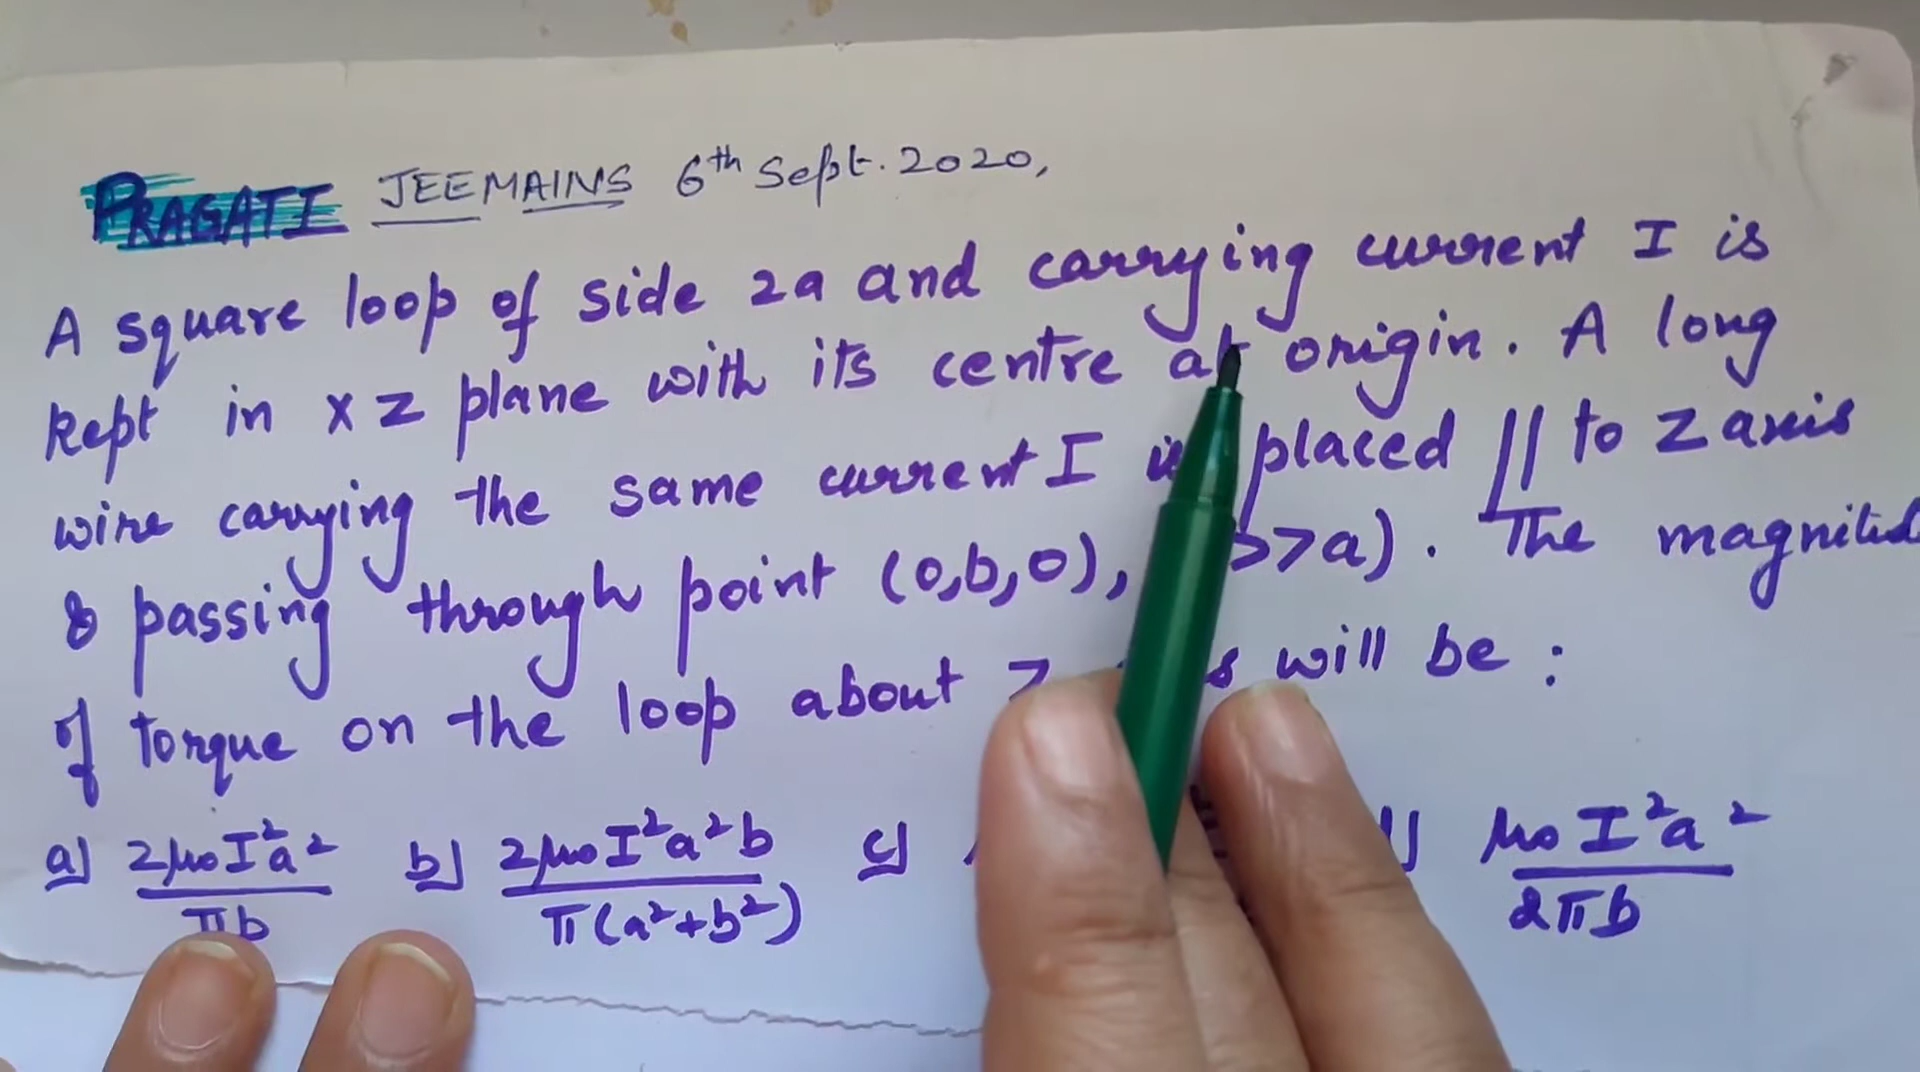 PRAGATI JEEMAINS 6th Sept. 2020,
A square loop of side 2a and carrying current I is
kept in XZ plane with its centre at origin. A long
wire carrying the same current I is placed || to Z axis
& passing through point (0,b,0), >>a). The magnitud
of torque on the loop about Z will be :
a) 2μ₀I²a² / πb b) 2μ₀I²a²b / π(a²+b²) c) μ₀I²a² / 2πb